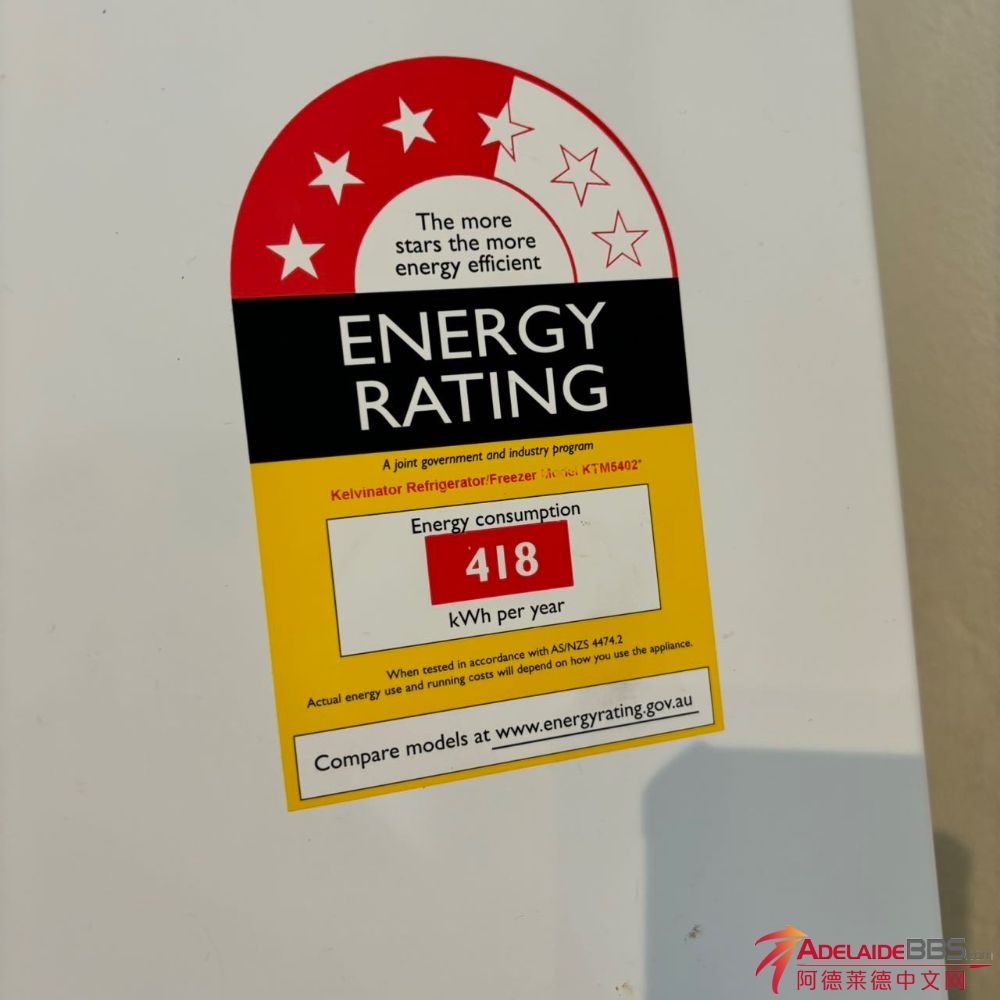 The more
stars the more
energy efficient
ENERGY
RATING
A joint government and industry program
Kelvinator Refrigerator/Freezer Model KTM5402*
Energy consumption
418
kWh per year
When tested in accordance with AS/NZS 4474.2
Actual energy use and running costs will depend on how you use the appliance.
Compare models at www.energyrating.gov.au
ADELAIDEBBS.com
阿德莱德中文网